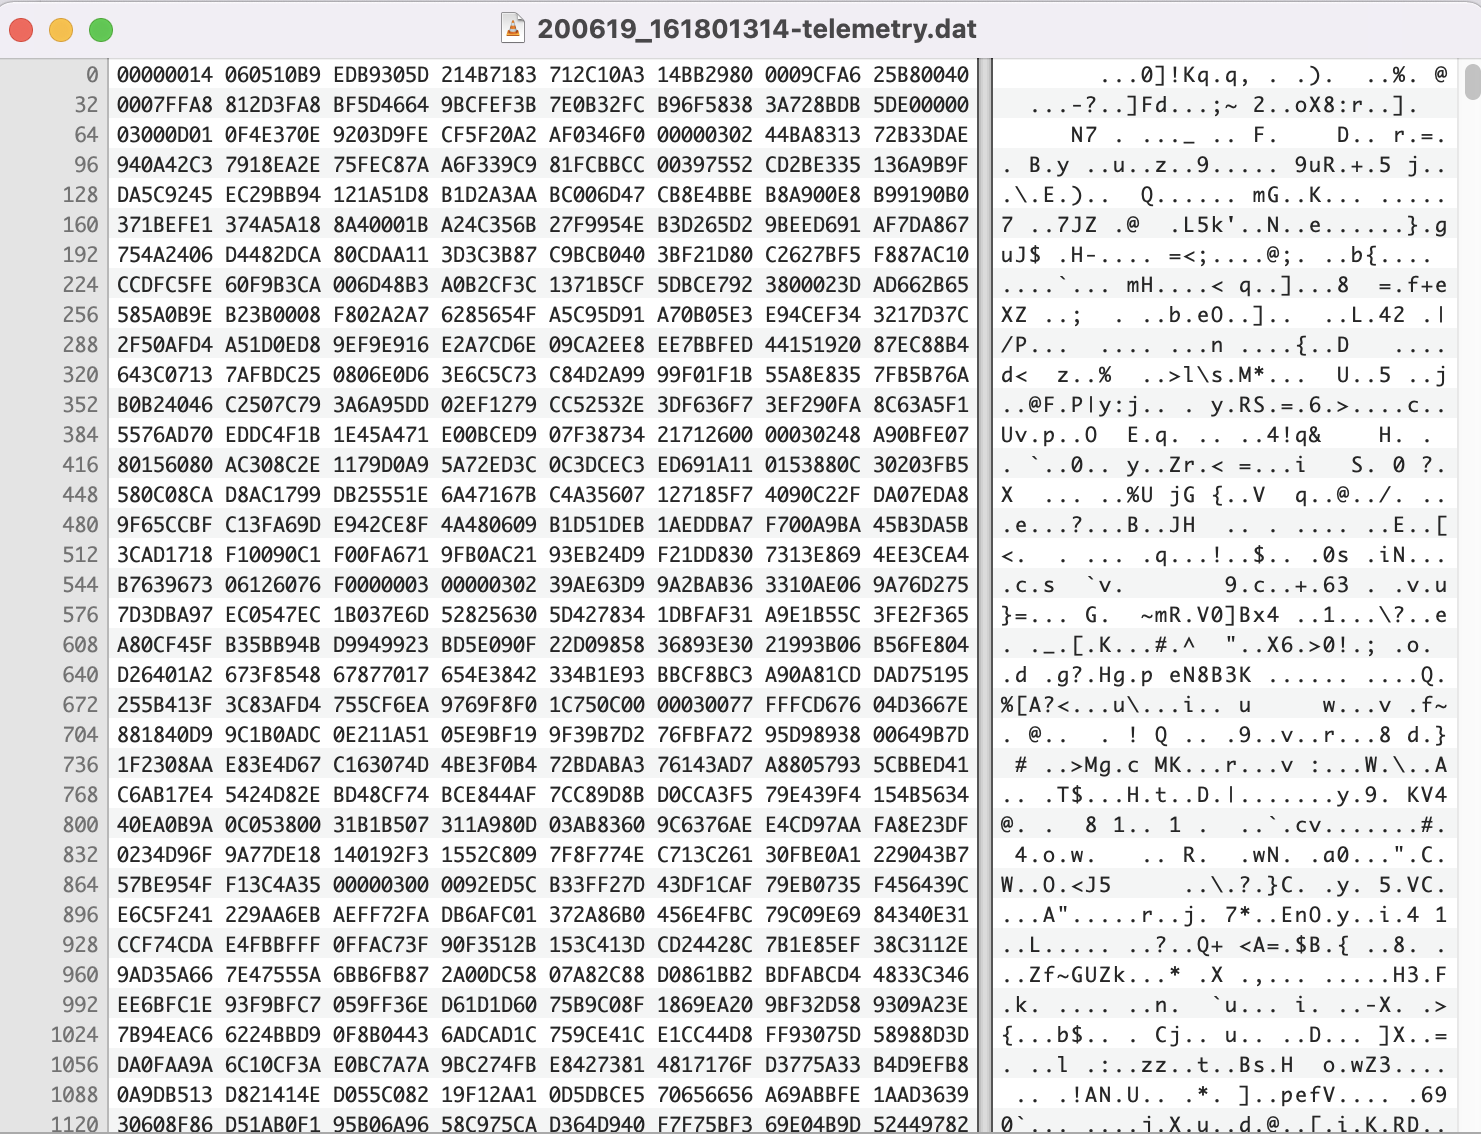 200619_161801314-telemetry.dat
0 00000014 060510B9 EDB9305D 214B7183 712C10A3 14BB2980 0009CFA6 25B80040 ...0]!Kq.q, . .). ..%. @
32 0007FFA8 812D3FA8 BF5D4664 9BCFEF3B 7E0B32FC B96F5838 3A728BDB 5DE00000 ...-?..]Fd...;~ 2..oX8:r..].
64 03000D01 0F4E370E 9203D9FE CF5F20A2 AF0346F0 00000302 44BA8313 72B33DAE N7 . ..._ .. F. D.. r.=.
96 940A42C3 7918EA2E 75FEC87A A6F339C9 81FCBBCC 00397552 CD2BE335 136A9B9F . B.y ..u..z..9..... 9uR.+.5 j..
128 DA5C9245 EC29BB94 121A51D8 B1D2A3AA BC006D47 CB8E4BBE B8A900E8 B99190B0 .\.E.).. Q...... mG..K... .....
160 371BEFE1 374A5A18 8A40001B A24C356B 27F9954E B3D265D2 9BEED691 AF7DA867 7 ..7JZ .@ .L5k'..N..e......}.g
192 754A2406 D4482DCA 80CDAA11 3D3C3B87 C9BCB040 3BF21D80 C2627BF5 F887AC10 uJ$ .H-.... =<;....@;. ..b{....
224 CCDFC5FE 60F9B3CA 006D48B3 A0B2CF3C 1371B5CF 5DBCE792 3800023D AD662B65 ....`... mH....< q..]...8 =.f+e
256 585A0B9E B23B0008 F802A2A7 6285654F A5C95D91 A70B05E3 E94CEF34 3217D37C XZ ..; . ..b.eO..].. ..L.42 .|
288 2F50AFD4 A51D0ED8 9EF9E916 E2A7CD6E 09CA2EE8 EE7BBFED 44151920 87EC88B4 /P... .... ...n ....{..D ....
320 643C0713 7AFBDC25 0806E0D6 3E6C5C73 C84D2A99 99F01F1B 55A8E835 7FB5B76A d< z..% ..>l\s.M*... U..5 ..j
352 B0B24046 C2507C79 3A6A95DD 02EF1279 CC52532E 3DF636F7 3EF290FA 8C63A5F1 ..@F.P|y:j.. . y.RS.=.6.>....c..
384 5576AD70 EDDC4F1B 1E45A471 E00BCED9 07F38734 21712600 00030248 A90BFE07 Uv.p..O E.q. .. ..4!q& H. .
416 80156080 AC308C2E 1179D0A9 5A72ED3C 0C3DCEC3 ED691A11 0153880C 30203FB5 . `..0.. y..Zr.< =...i S. 0 ?.
448 580C08CA D8AC1799 DB25551E 6A47167B C4A35607 127185F7 4090C22F DA07EDA8 X ... ..%U jG {..V q..@../. ..
480 9F65CCBF C13FA69D E942CE8F 4A480609 B1D51DEB 1AEDDBA7 F700A9BA 45B3DA5B .e...?...B..JH .. . .... ..E..[
512 3CAD1718 F10090C1 F00FA671 9FB0AC21 93EB24D9 F21DD830 7313E869 4EE3CEA4 <. . ... .q...!..$.. .0s .iN...
544 B7639673 06126076 F0000003 00000302 39AE63D9 9A2BAB36 3310AE06 9A76D275 .c.s `v. 9.c..+.63 . .v.u
576 7D3DBA97 EC0547EC 1B037E6D 52825630 5D427834 1DBFAF31 A9E1B55C 3FE2F365 }=... G. ~mR.V0]Bx4 ..1...\?..e
608 A80CF45F B35BB94B D9949923 BD5E090F 22D09858 36893E30 21993B06 B56FE804 . ._.[.K...#.^ "..X6.>0!.; .o.
640 D26401A2 673F8548 67877017 654E3842 334B1E93 BBCF8BC3 A90A81CD DAD75195 .d .g?.Hg.p eN8B3K ...... ....Q.
672 255B413F 3C83AFD4 755CF6EA 9769F8F0 1C750C00 00030077 FFFCD676 04D3667E %[A?<...u\...i.. u w...v .f~
704 881840D9 9C1B0ADC 0E211A51 05E9BF19 9F39B7D2 76FBFA72 95D98938 00649B7D . @.. . ! Q .. .9..v..r...8 d.}
736 1F2308AA E83E4D67 C163074D 4BE3F0B4 72BDABA3 76143AD7 A8805793 5CBBED41 # ..>Mg.c MK...r...v :...W.\..A
768 C6AB17E4 5424D82E BD48CF74 BCE844AF 7CC89D8B D0CCA3F5 79E439F4 154B5634 .. .T$...H.t..D.|.......y.9. KV4
800 40EA0B9A 0C053800 31B1B507 311A980D 03AB8360 9C6376AE E4CD97AA FA8E23DF @. . 8 1.. 1 . ..`.cv.......#.
832 0234D96F 9A77DE18 140192F3 1552C809 7F8F774E C713C261 30FBE0A1 229043B7 4.o.w. .. R. .wN. .a0...".C.
864 57BE954F F13C4A35 00000300 0092ED5C B33FF27D 43DF1CAF 79EB0735 F456439C W..O.<J5 ..\.?.}C. .y. 5.VC.
896 E6C5F241 229AA6EB AEFF72FA DB6AFC01 372A86B0 456E4FBC 79C09E69 84340E31 ...A".....r..j. 7*..EnO.y..i.4 1
928 CCF74CDA E4FBBFFF 0FFAC73F 90F3512B 153C413D CD24428C 7B1E85EF 38C3112E ..L..... ..?..Q+ <A=.$B.{ ..8. .
960 9AD35A66 7E47555A 6BB6FB87 2A00DC58 07A82C88 D0861BB2 BDFABCD4 4833C346 ..Zf~GUZk...* .X .,... .....H3.F
992 EE6BFC1E 93F9BFC7 059FF36E D61D1D60 75B9C08F 1869EA20 9BF32D58 9309A23E .k. .... ..n. `u... i. ..-X. .>
1024 7B94EAC6 6224BBD9 0F8B0443 6ADCAD1C 759CE41C E1CC44D8 FF93075D 58988D3D {...b$.. . Cj.. u.. ..D... ]X..=
1056 DA0FAA9A 6C10CF3A E0BC7A7A 9BC274FB E8427381 4817176F D3775A33 B4D9EFB8 . ..l .:..zz..t..Bs.H o.wZ3....
1088 0A9DB513 D821414E D055C082 19F12AA1 0D5DBCE5 70656656 A69ABBFE 1AAD3639 .. .!AN.U.. .*. ]..pefV.... .69
1120 30608F86 D51AB0F1 95B06A96 58C975CA D364D940 F7F75BF3 69E04B9D 52449782 0`... ....j.X.u..d.@..[.i.K.RD..